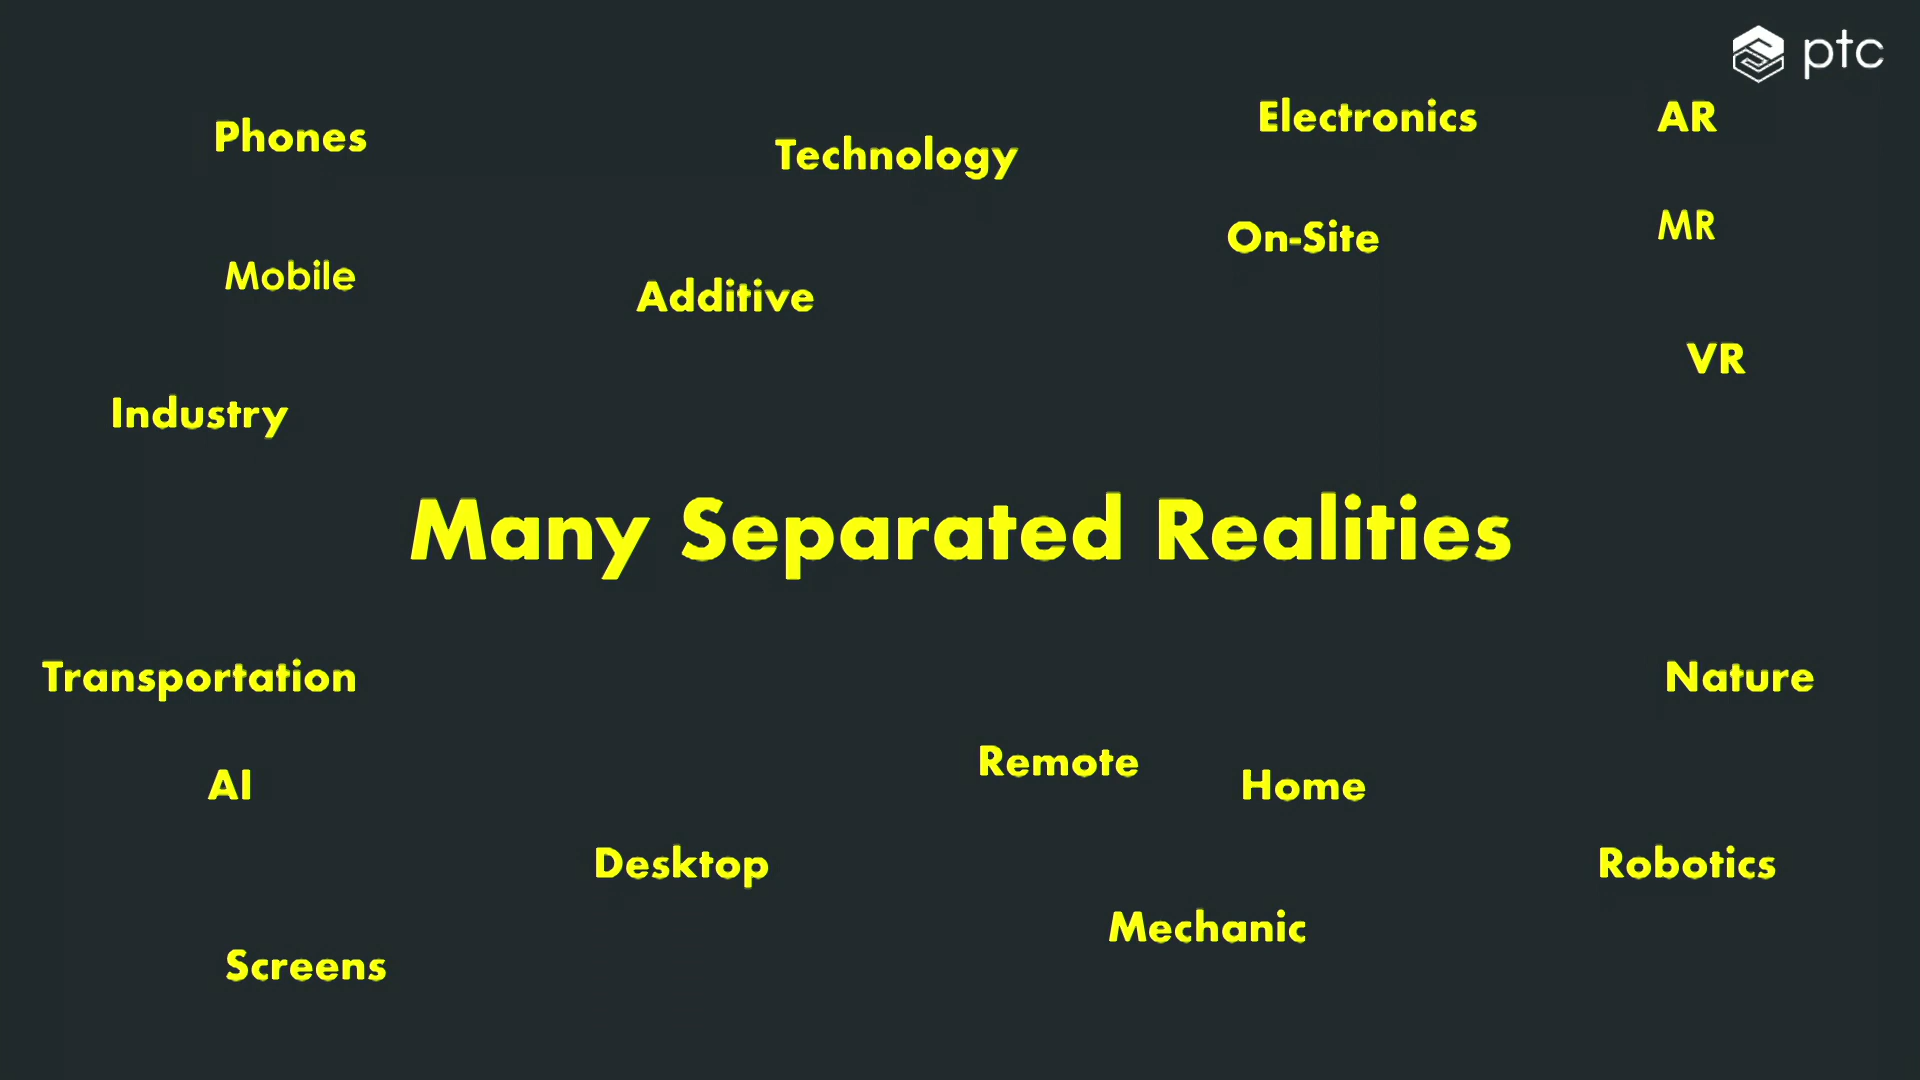 ptc
Electronics
AR
Phones
Technology
MR
On-Site
Mobile
Additive
VR
Industry
Many Separated Realities
Transportation
Nature
Remote
AI
Home
Desktop
Robotics
Mechanic
Screens